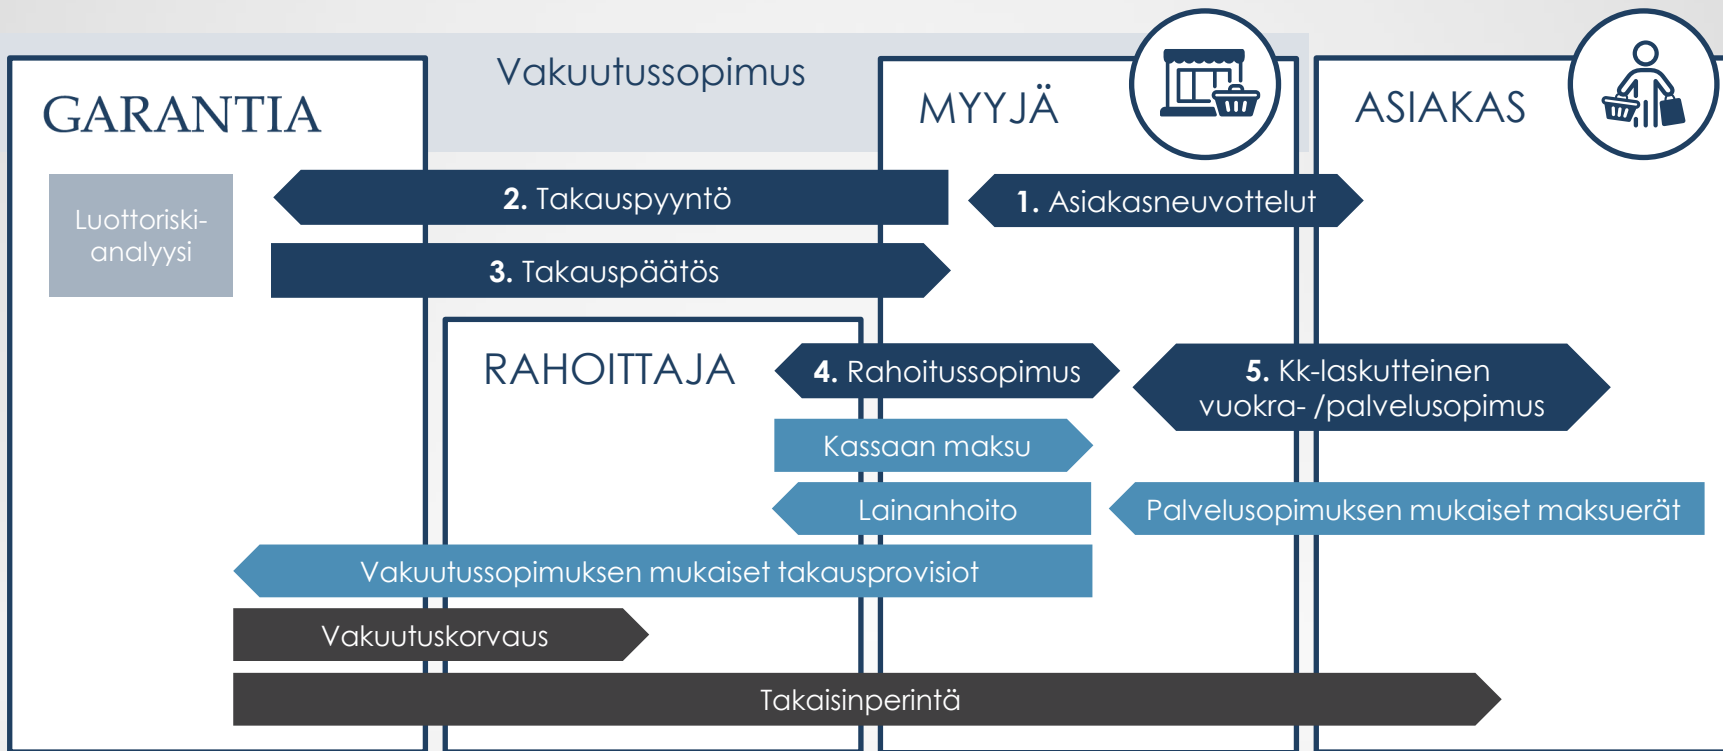 Vakuutussopimus
GARANTIA
MYYJÄ
ASIAKAS
Luottoriski-
analyysi
2. Takauspyyntö
1. Asiakasneuvottelut
3. Takauspäätös
RAHOITTAJA
4. Rahoitussopimus
5. Kk-laskutteinen
vuokra- /palvelusopimus
Kassaan maksu
Lainanhoito
Palvelusopimuksen mukaiset maksuerät
Vakuutussopimuksen mukaiset takausprovisiot
Vakuutuskorvaus
Takaisinperintä